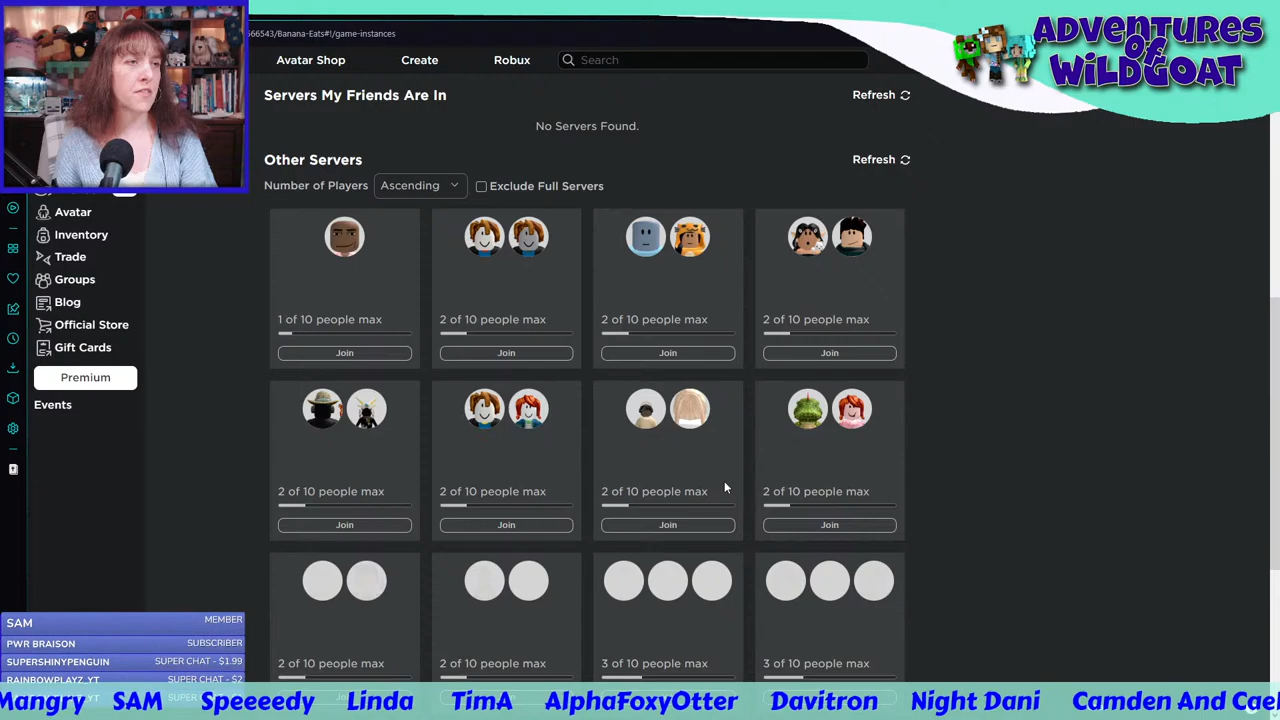 666543/Banana-Eats#!/game-instances
Avatar Shop
Create
Robux
Search
ADVENTURES
OF
WILDGOAT
Servers My Friends Are In
Refresh
No Servers Found.
Other Servers
Refresh
Number of Players
Ascending
Exclude Full Servers
Avatar
Inventory
Trade
Groups
Blog
Official Store
Gift Cards
Premium
Events
1 of 10 people max
2 of 10 people max
2 of 10 people max
2 of 10 people max
Join
Join
Join
Join
2 of 10 people max
2 of 10 people max
2 of 10 people max
2 of 10 people max
Join
Join
Join
Join
2 of 10 people max
2 of 10 people max
3 of 10 people max
3 of 10 people max
SAM MEMBER
PWR BRAISON SUBSCRIBER
SUPERSHINYPENGUIN SUPER CHAT - $1.99
RAINBOWPLAYZ_YT SUPER CHAT - $2
Mangry SAM Speeeedy Linda TimA AlphaFoxyOtter Davitron Night Dani Camden And Cae